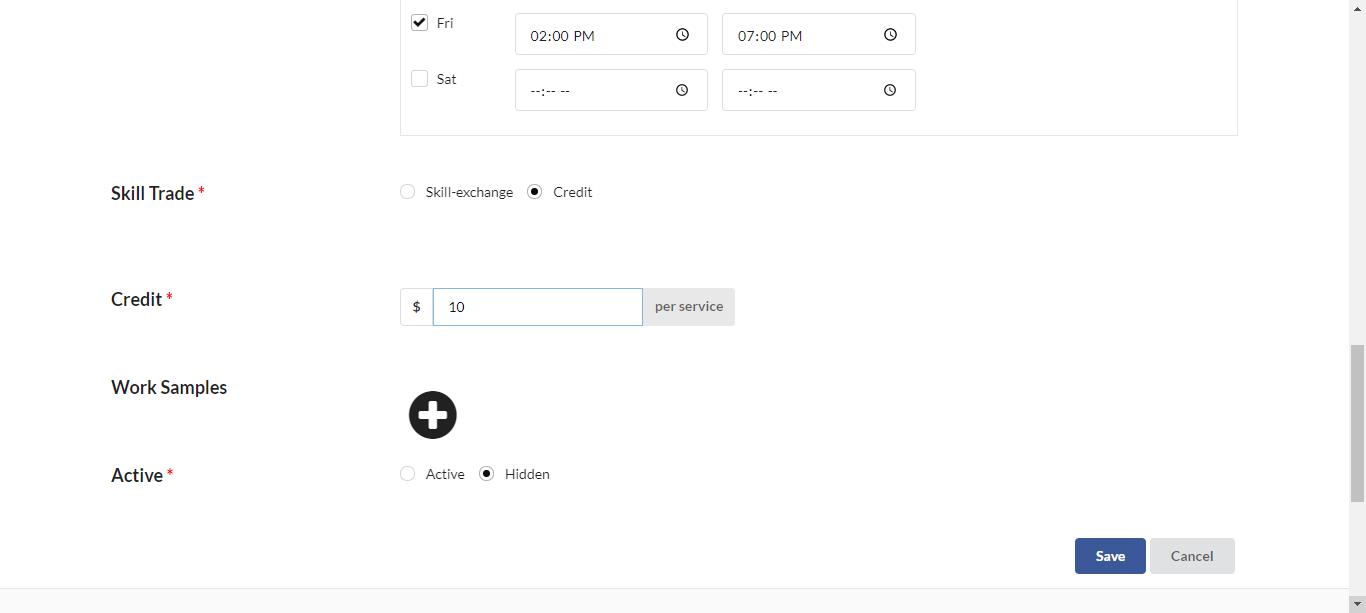 Fri 02:00 PM 07:00 PM
Sat --:-- -- --:-- --
Skill Trade * Skill-exchange Credit
Credit * $ 10 per service
Work Samples
Active * Active Hidden
Save Cancel